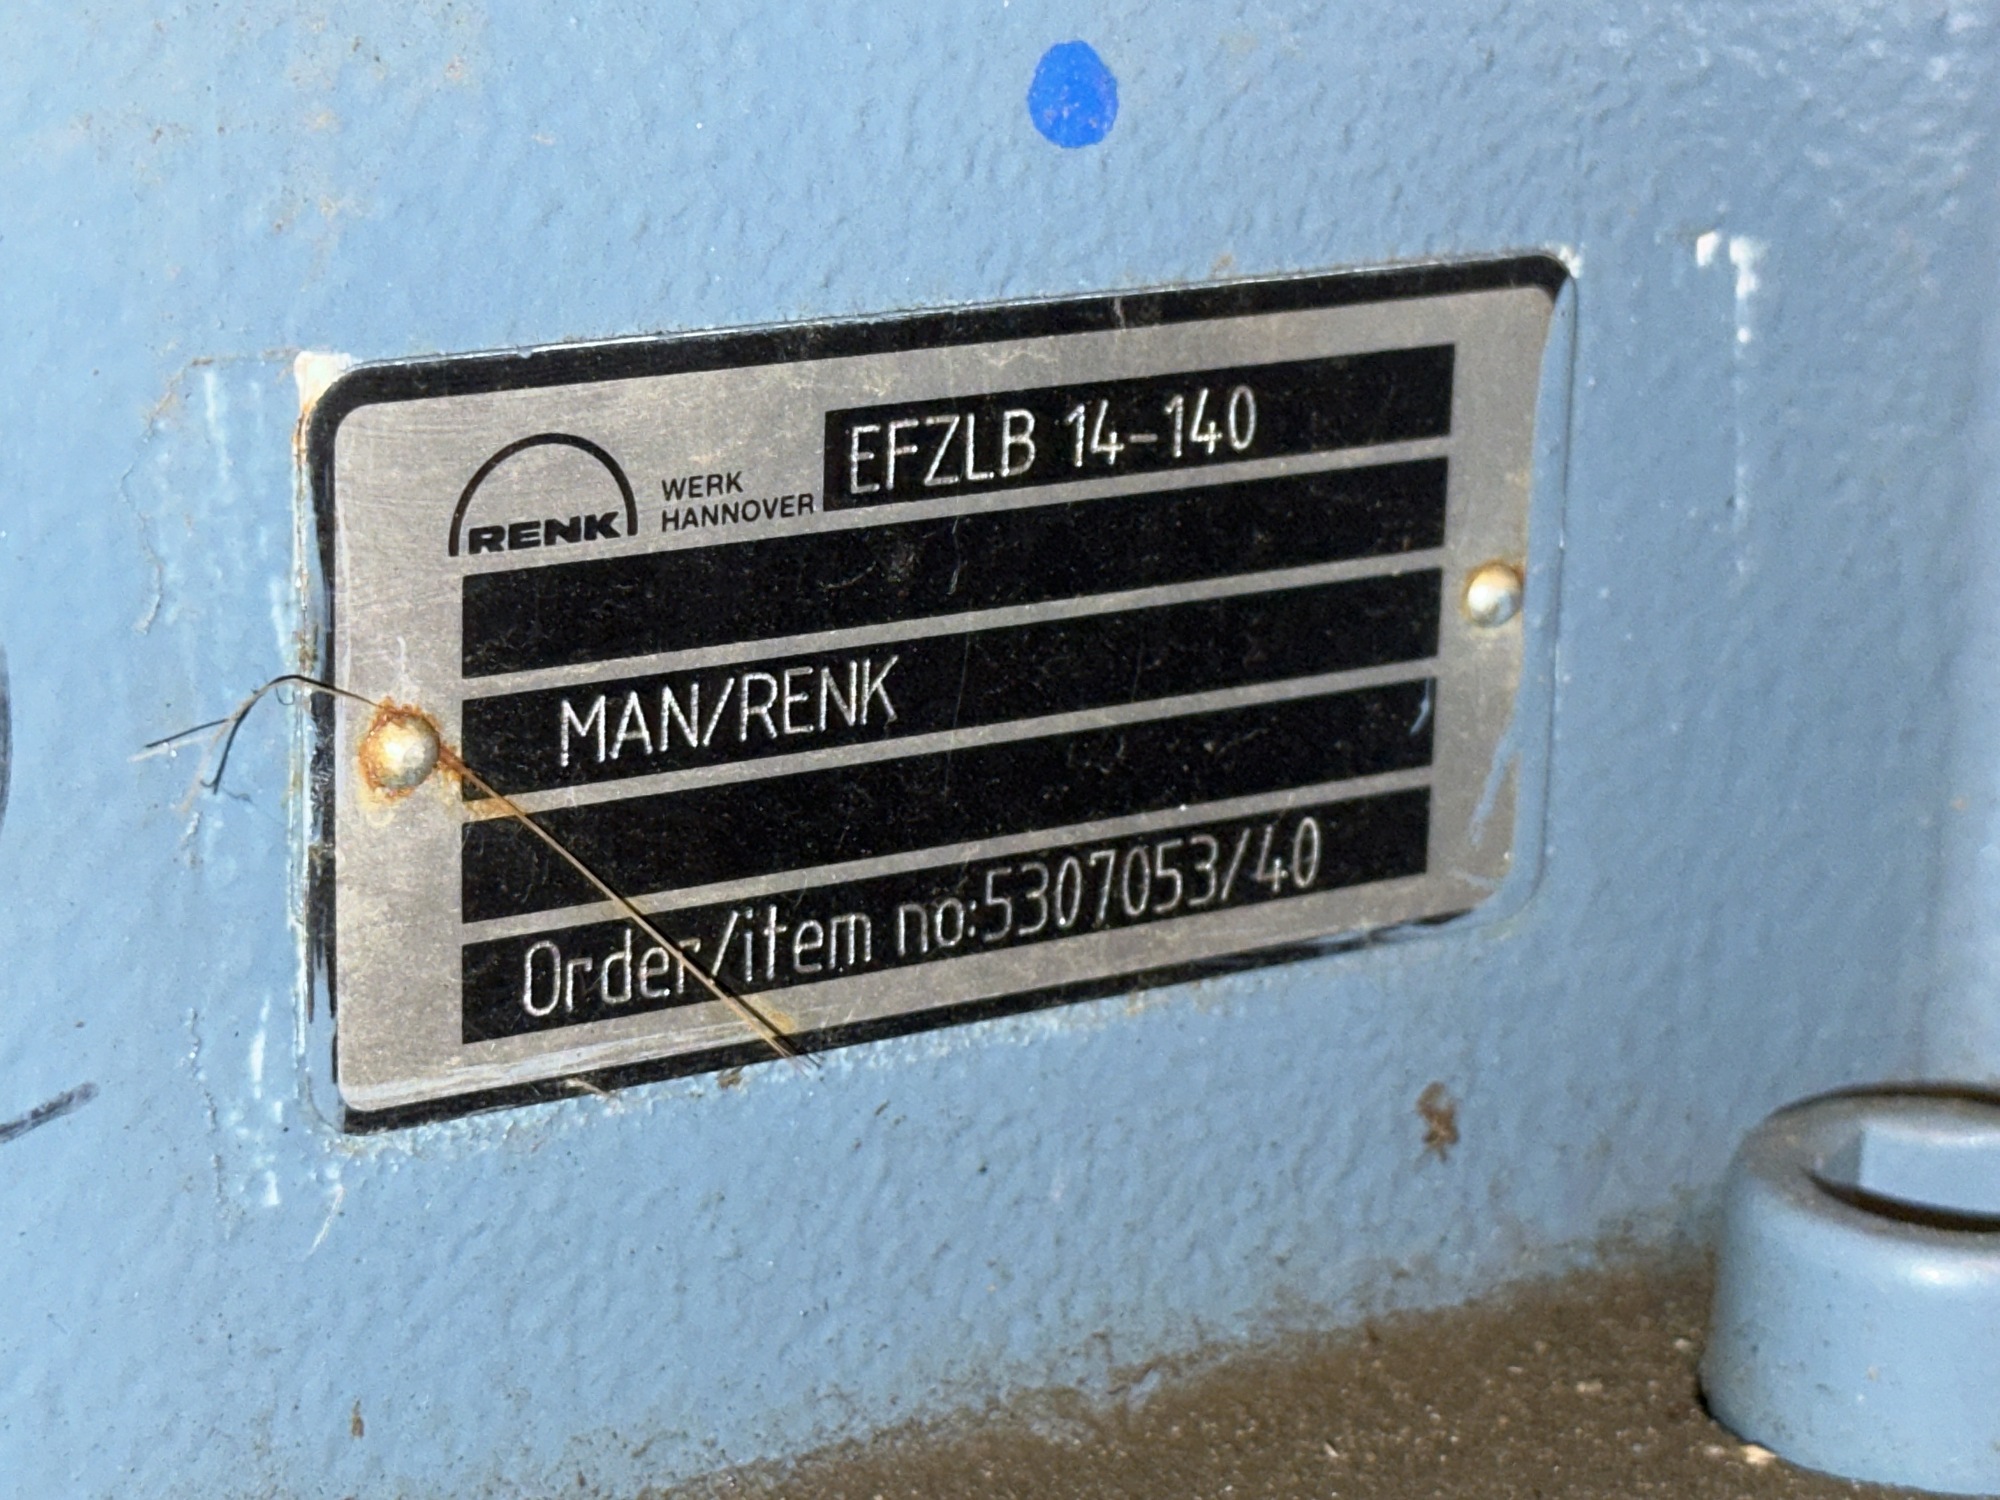 RENK
WERK
HANNOVER
EFZLB 14-140
MAN/RENK
Order/item no:5307053/40